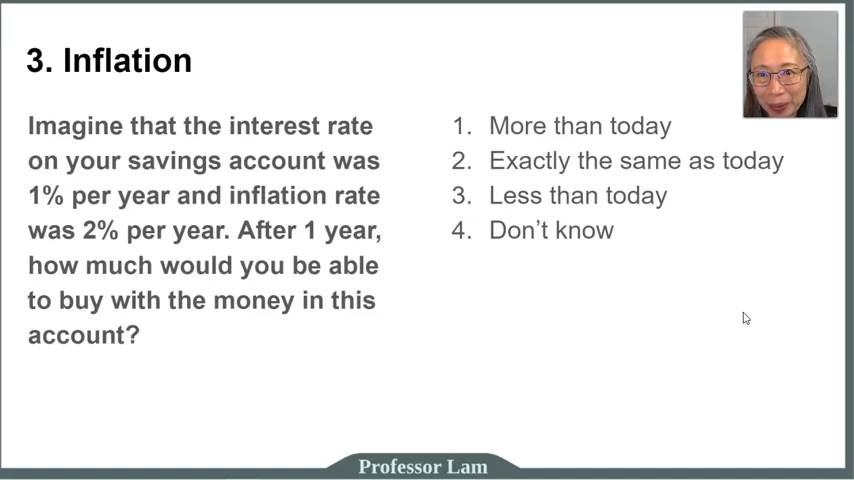 3. Inflation
Imagine that the interest rate
on your savings account was
1% per year and inflation rate
was 2% per year. After 1 year,
how much would you be able
to buy with the money in this
account?
1. More than today
2. Exactly the same as today
3. Less than today
4. Don’t know
Professor Lam